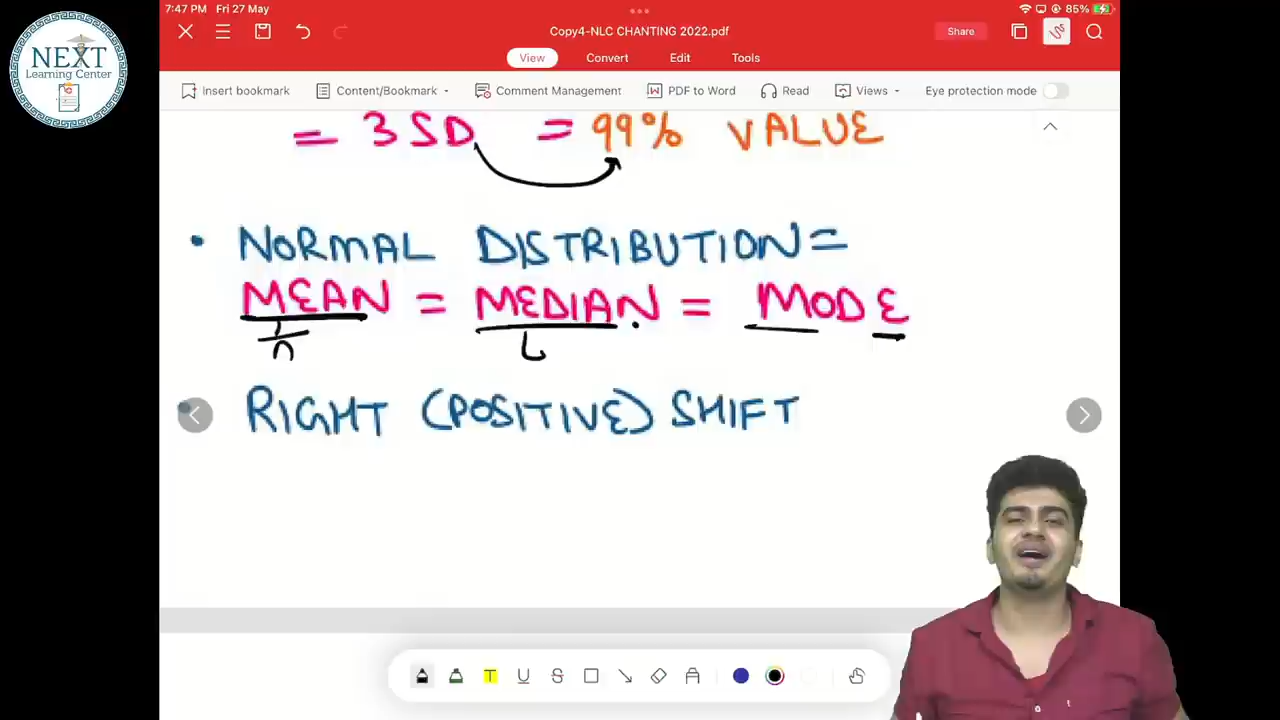 7:47 PM Fri 27 May
85%
NEXT
Learning Center
Copy4-NLC CHANTING 2022.pdf
Share
View Convert Edit Tools
Insert bookmark Content/Bookmark Comment Management PDF to Word Read Views Eye protection mode
= 3 SD = 99% VALUE
• NORMAL DISTRIBUTION =
MEAN = MEDIAN = MODE
RIGHT (POSITIVE) SHIFT
T U S A